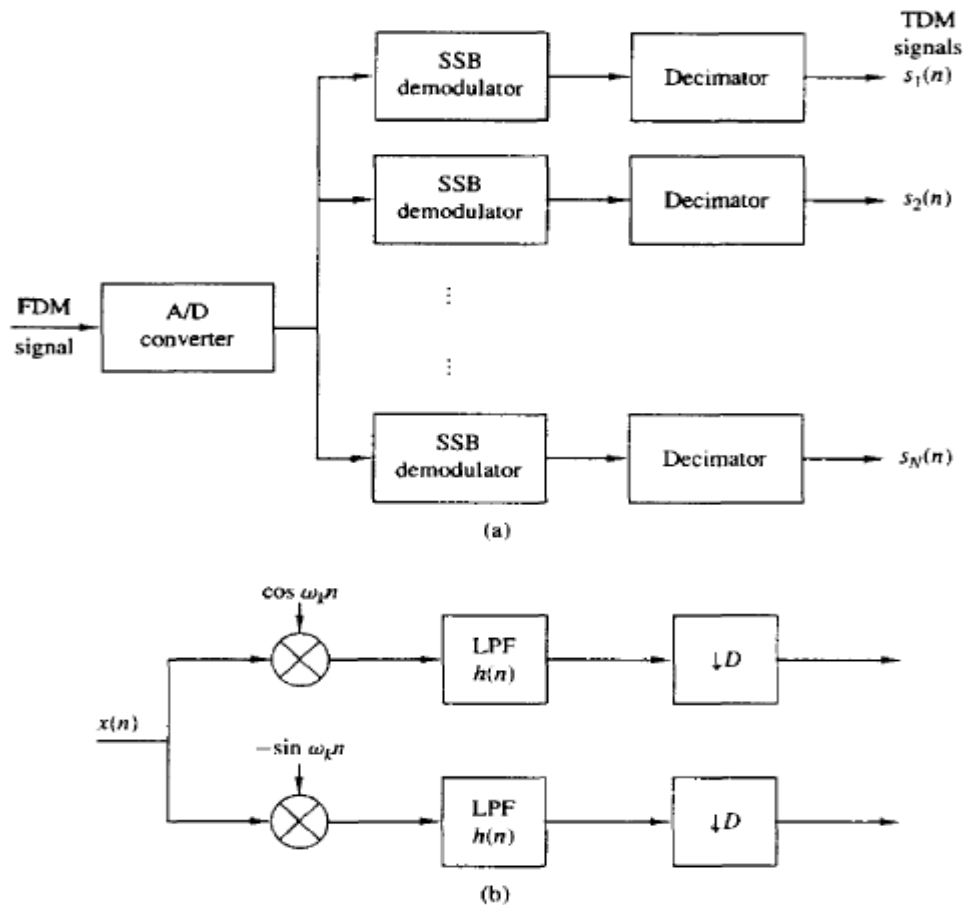 TDM
signals
SSB
demodulator
Decimator
s₁(n)
SSB
demodulator
Decimator
s₂(n)
FDM
signal
A/D
converter
⋮
⋮
SSB
demodulator
Decimator
s_N(n)
(a)
cos ω_k n
LPF
h(n)
↓D
x(n)
−sin ω_k n
LPF
h(n)
↓D
(b)